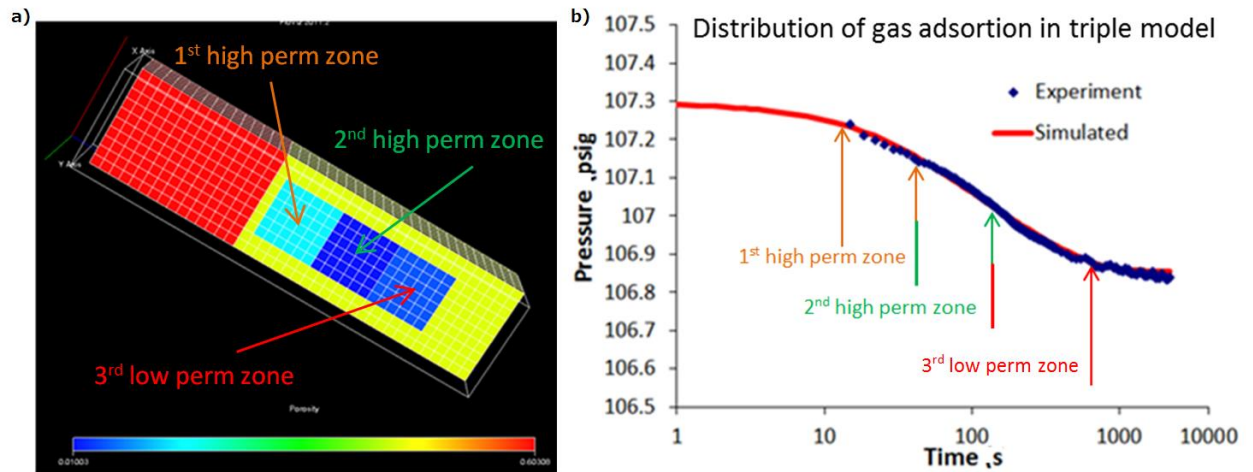 a)
X Axis
Y Axis
1st high perm zone
2nd high perm zone
3rd low perm zone
Porosity
0.01003
0.60308
b)
Distribution of gas adsortion in triple model
Experiment
Simulated
Pressure ,psig
107.5
107.4
107.3
107.2
107.1
107
106.9
106.8
106.7
106.6
106.5
1st high perm zone
2nd high perm zone
3rd low perm zone
1
10
100
1000
10000
Time ,s